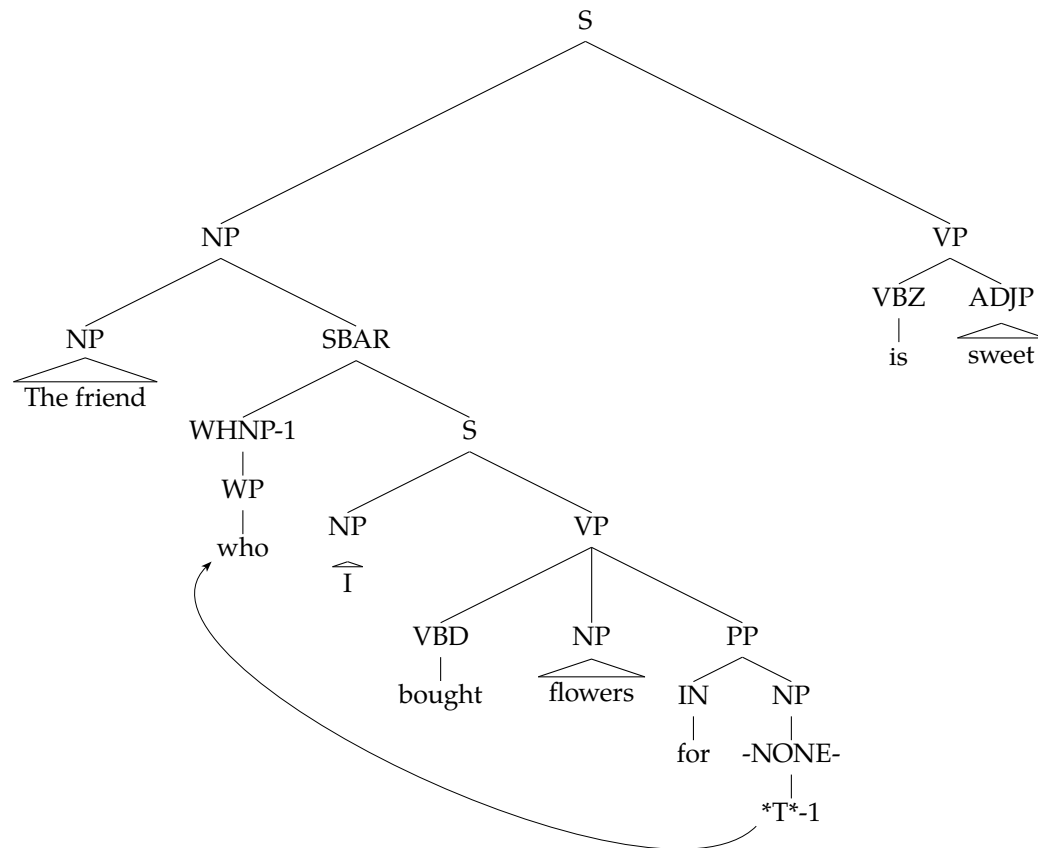 S
NP VP
VBZ ADJP
is sweet
NP SBAR
The friend
WHNP-1 S
WP
who
NP VP
I
VBD NP PP
bought flowers
IN NP
for -NONE-
*T*-1